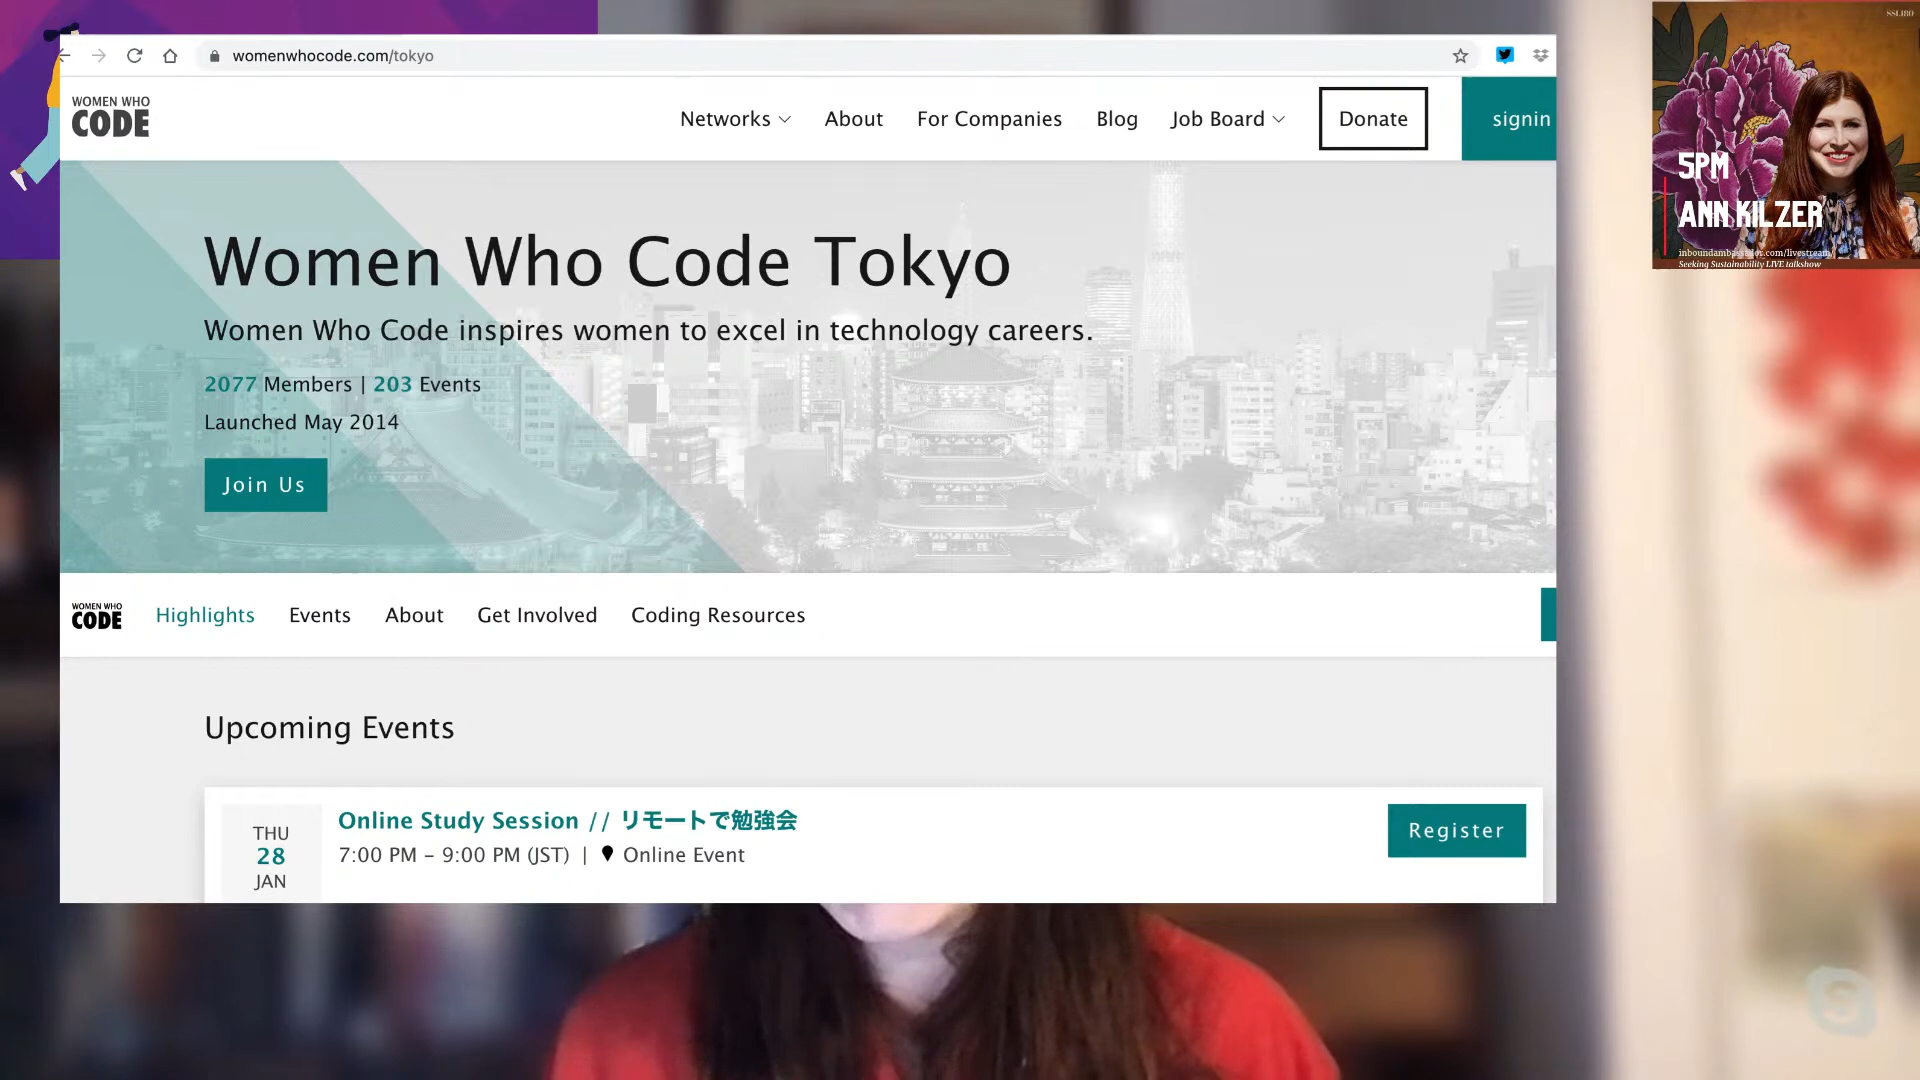 womenwhocode.com/tokyo
WOMEN WHO
CODE
Networks
About
For Companies
Blog
Job Board
Donate
signin
Women Who Code Tokyo
Women Who Code inspires women to excel in technology careers.
2077 Members | 203 Events
Launched May 2014
Join Us
WOMEN WHO
CODE
Highlights
Events
About
Get Involved
Coding Resources
Upcoming Events
THU
28
JAN
Online Study Session // リモートで勉強会
7:00 PM – 9:00 PM (JST) | Online Event
Register
SSL180
5PM
ANN KILZER
inboundambassador.com/livestream/
Seeking Sustainability LIVE talkshow